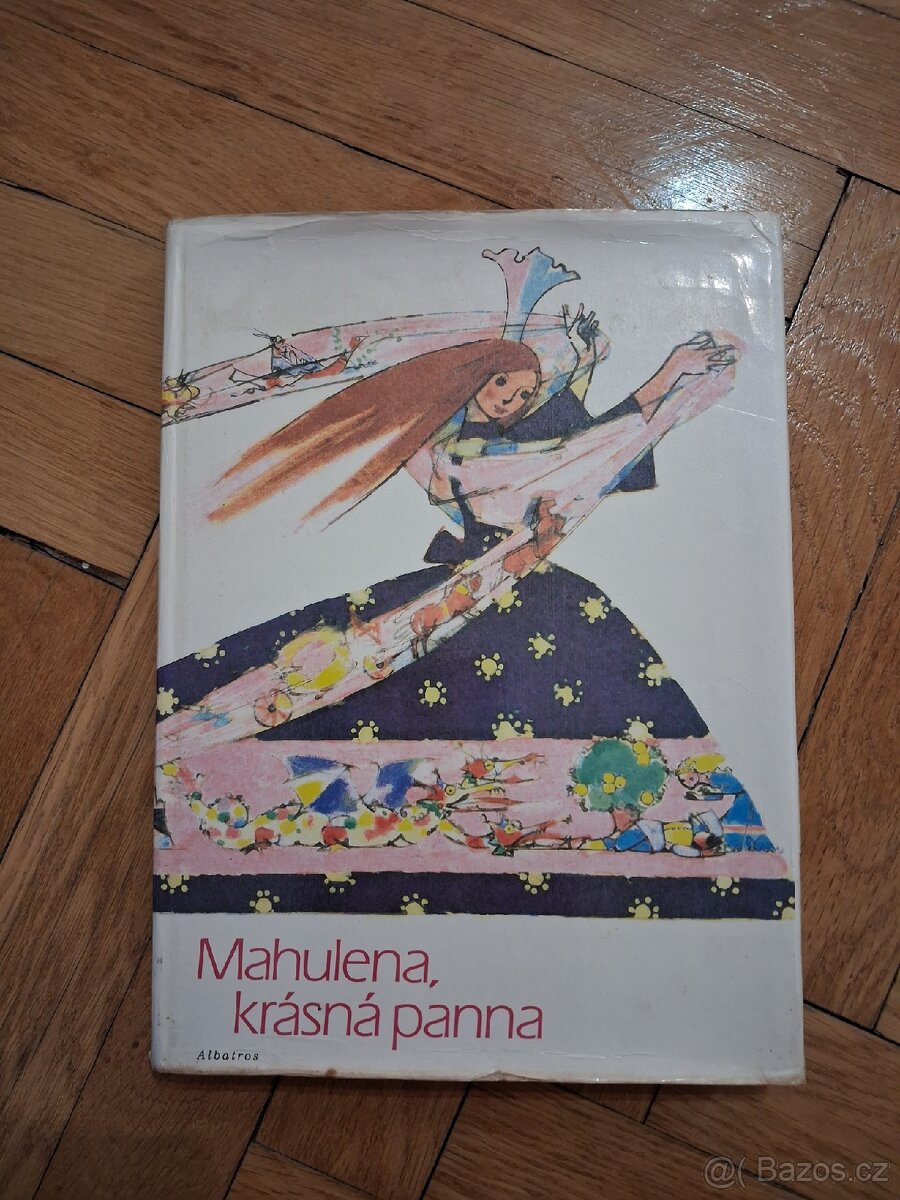 Mahulena,
krásná panna
Albatros
@( Bazos.cz